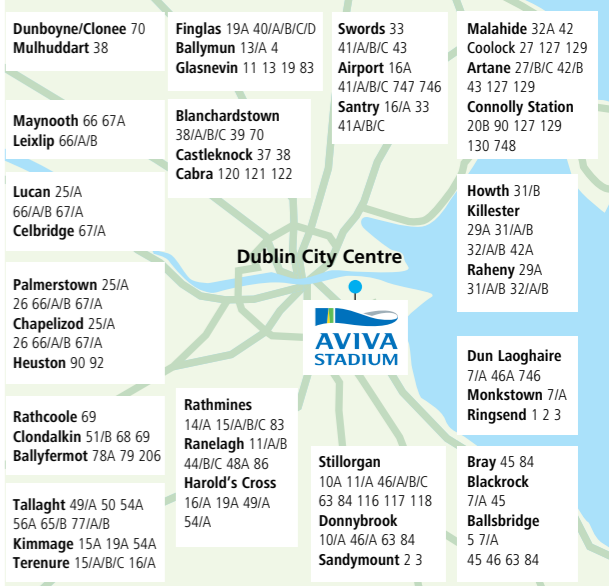 Dunboyne/Clonee 70
Mulhuddart 38
Finglas 19A 40/A/B/C/D
Ballymun 13/A 4
Glasnevin 11 13 19 83
Swords 33
41/A/B/C 43
Airport 16A
41/A/B/C 747 746
Santry 16/A 33
41A/B/C
Malahide 32A 42
Coolock 27 127 129
Artane 27/B/C 42/B
43 127 129
Connolly Station
20B 90 127 129
130 748
Maynooth 66 67A
Leixlip 66/A/B
Blanchardstown
38/A/B/C 39 70
Castleknock 37 38
Cabra 120 121 122
Lucan 25/A
66/A/B 67/A
Celbridge 67/A
Howth 31/B
Killester
29A 31/A/B
32/A/B 42A
Raheny 29A
31/A/B 32/A/B
Dublin City Centre
AVIVA
STADIUM
Palmerstown 25/A
26 66/A/B 67/A
Chapelizod 25/A
26 66/A/B 67/A
Heuston 90 92
Dun Laoghaire
7/A 46A 746
Monkstown 7/A
Ringsend 1 2 3
Rathcoole 69
Clondalkin 51/B 68 69
Ballyfermot 78A 79 206
Rathmines
14/A 15/A/B/C 83
Ranelagh 11/A/B
44/B/C 48A 86
Harold's Cross
16/A 19A 49/A
54/A
Stillorgan
10A 11/A 46/A/B/C
63 84 116 117 118
Donnybrook
10/A 46/A 63 84
Sandymount 2 3
Bray 45 84
Blackrock
7/A 45
Ballsbridge
5 7/A
45 46 63 84
Tallaght 49/A 50 54A
56A 65/B 77/A/B
Kimmage 15A 19A 54A
Terenure 15/A/B/C 16/A